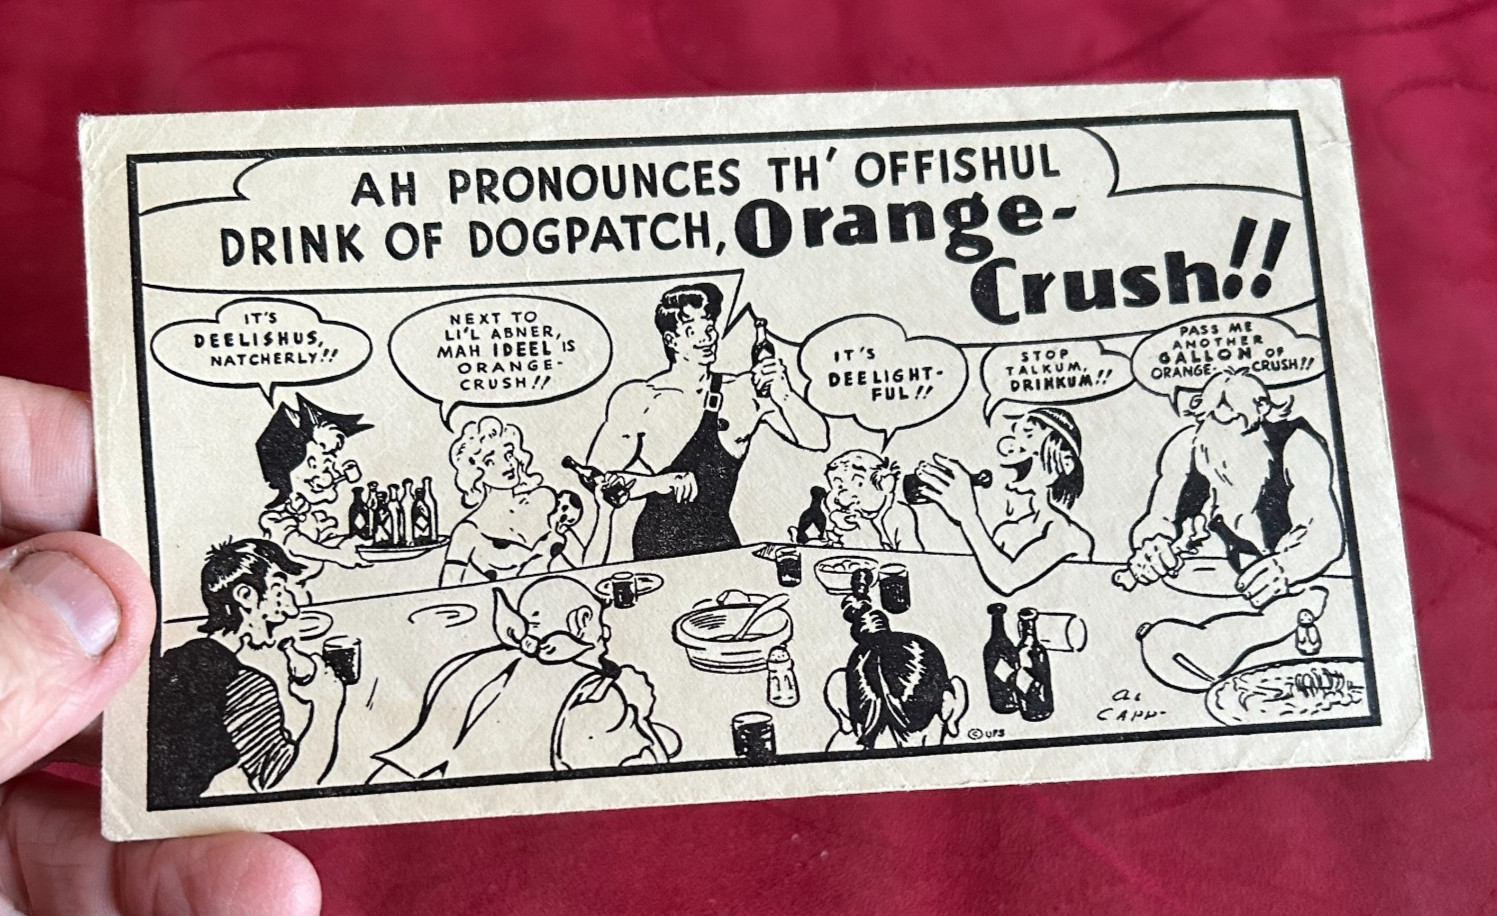 AH PRONOUNCES TH' OFFISHUL
DRINK OF DOGPATCH, Orange-
Crush!!
IT'S
DEELISHUS,
NATCHERLY!!
NEXT TO
LI'L ABNER,
MAH IDEEL IS
ORANGE-
CRUSH!!
IT'S
DEELIGHT-
FUL!!
STOP
TALKUM,
DRINKUM!!
PASS ME
ANOTHER
GALLON OF
ORANGE-CRUSH!!
AL
CAPP-
© UFS